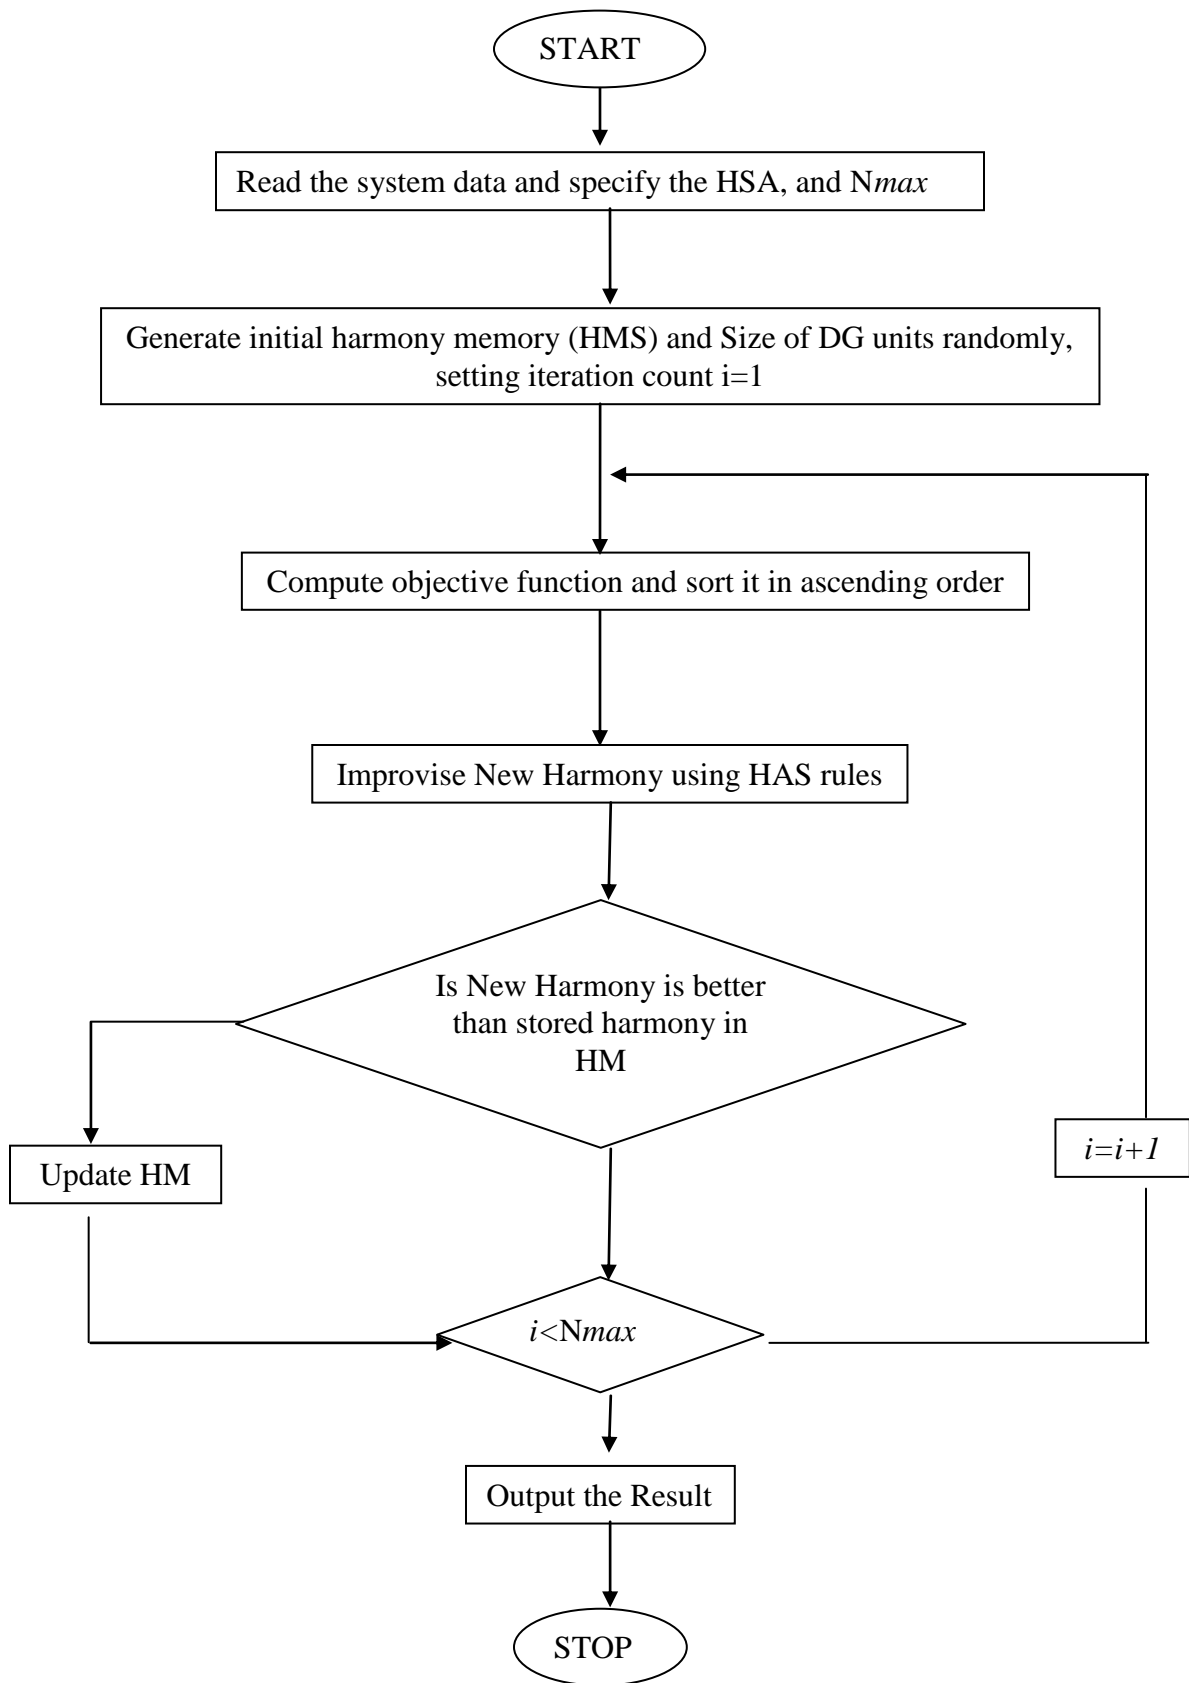 START
Read the system data and specify the HSA, and Nmax
Generate initial harmony memory (HMS) and Size of DG units randomly,
setting iteration count i=1
Compute objective function and sort it in ascending order
Improvise New Harmony using HAS rules
Is New Harmony is better
than stored harmony in
HM
Update HM
i=i+1
i<Nmax
Output the Result
STOP